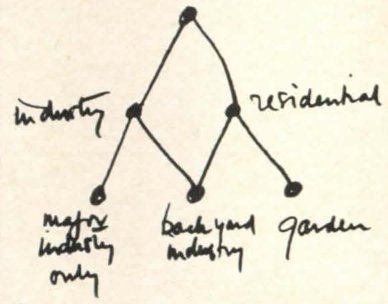 industry
residential
major
industry
only
backyard
industry
garden